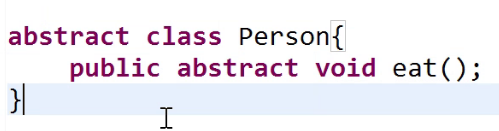 abstract class Person{
    public abstract void eat();
}